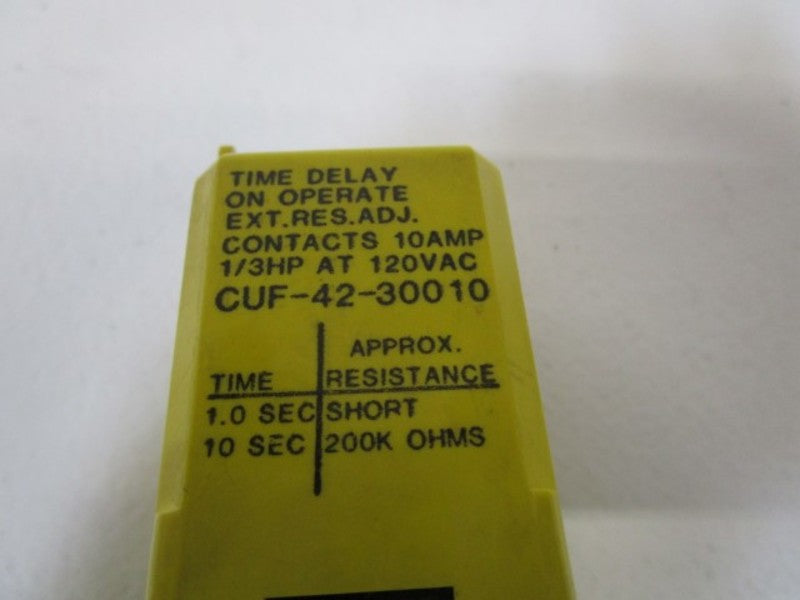 TIME DELAY
ON OPERATE
EXT.RES.ADJ.
CONTACTS 10AMP
1/3HP AT 120VAC
CUF-42-30010
APPROX.
TIME RESISTANCE
1.0 SEC SHORT
10 SEC 200K OHMS